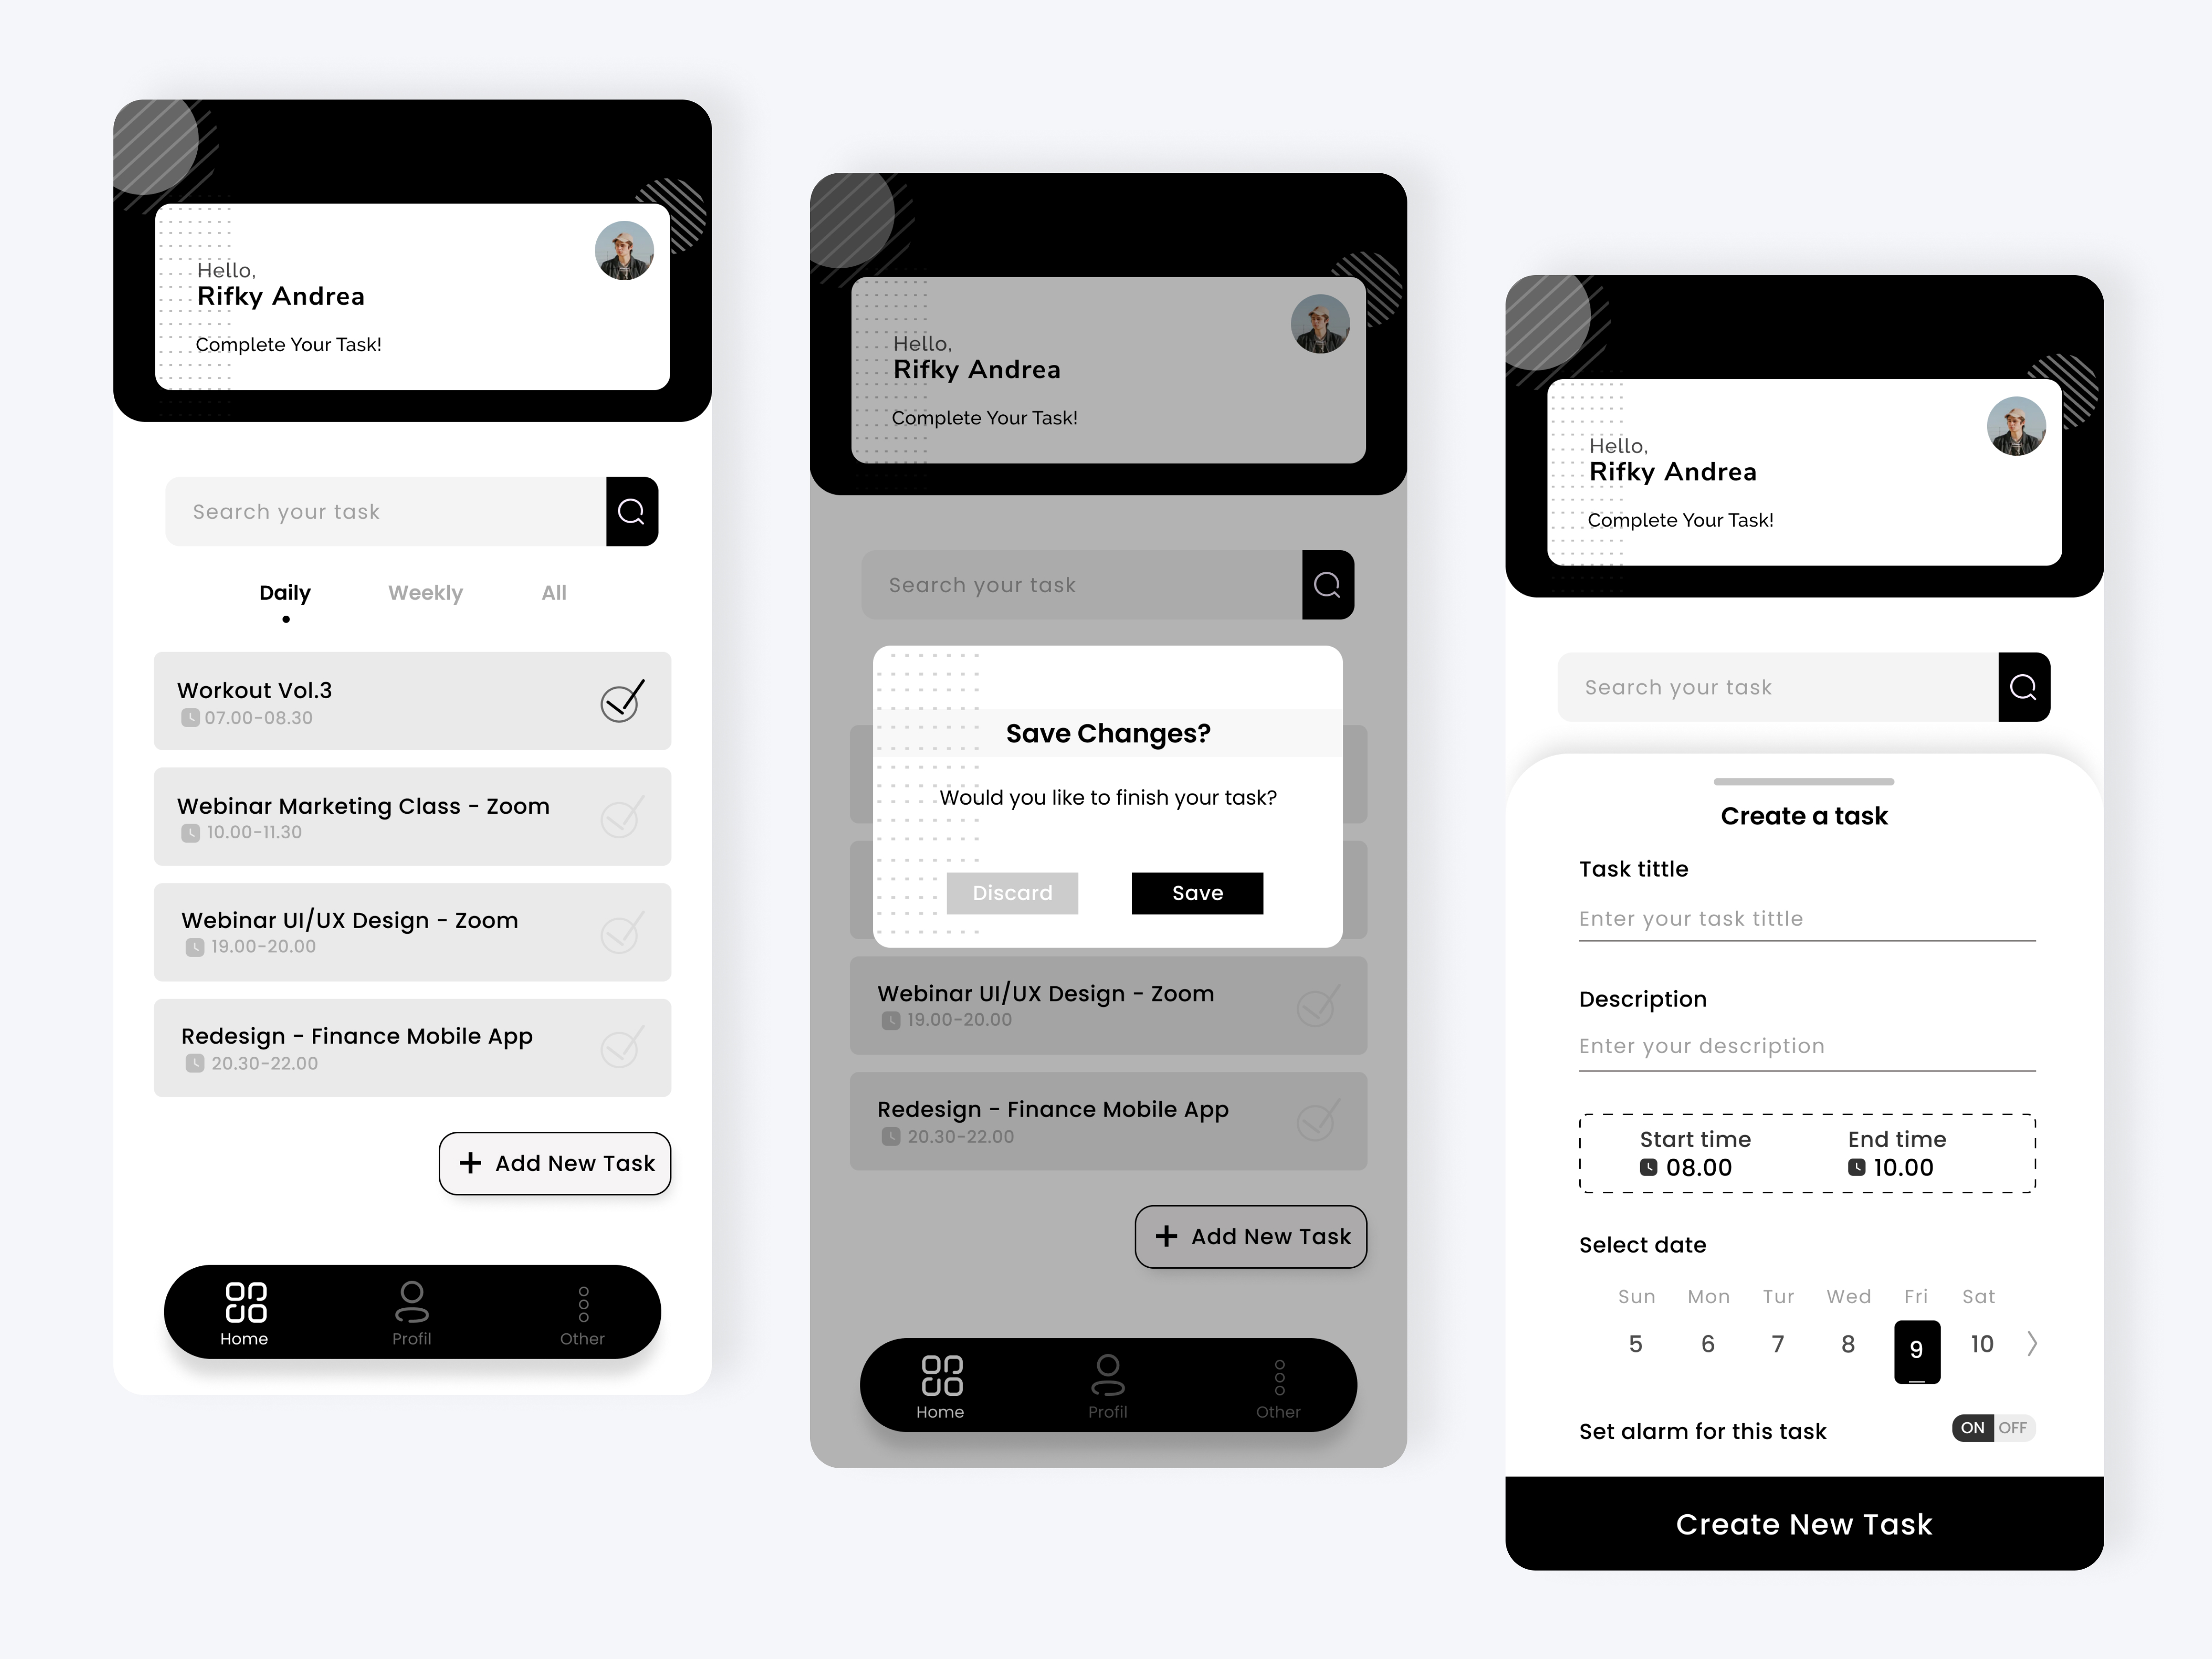 Hello,
Rifky Andrea
Complete Your Task!
Search your task
Daily Weekly All
Workout Vol.3
07.00-08.30
Webinar Marketing Class - Zoom
10.00-11.30
Webinar UI/UX Design - Zoom
19.00-20.00
Redesign - Finance Mobile App
20.30-22.00
+ Add New Task
Home Profil Other
Hello,
Rifky Andrea
Complete Your Task!
Search your task
Save Changes?
Would you like to finish your task?
Discard Save
Webinar UI/UX Design - Zoom
19.00-20.00
Redesign - Finance Mobile App
20.30-22.00
+ Add New Task
Home Profil Other
Hello,
Rifky Andrea
Complete Your Task!
Search your task
Create a task
Task tittle
Enter your task tittle
Description
Enter your description
Start time End time
08.00 10.00
Select date
Sun Mon Tur Wed Fri Sat
5 6 7 8 9 10
Set alarm for this task ON OFF
Create New Task